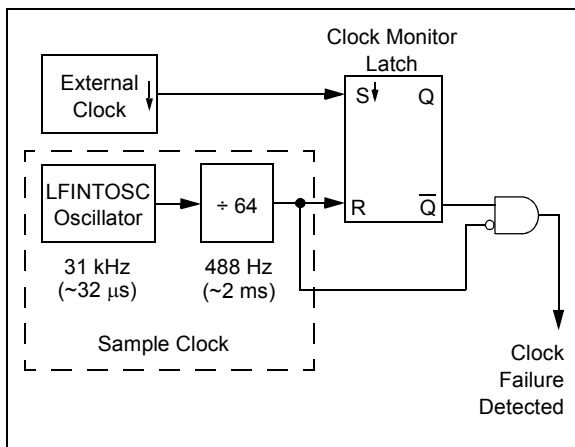 Clock Monitor
Latch
External
Clock
S
Q
LFINTOSC
Oscillator
÷ 64
R
Q̅
31 kHz
(~32 μs)
488 Hz
(~2 ms)
Sample Clock
Clock
Failure
Detected